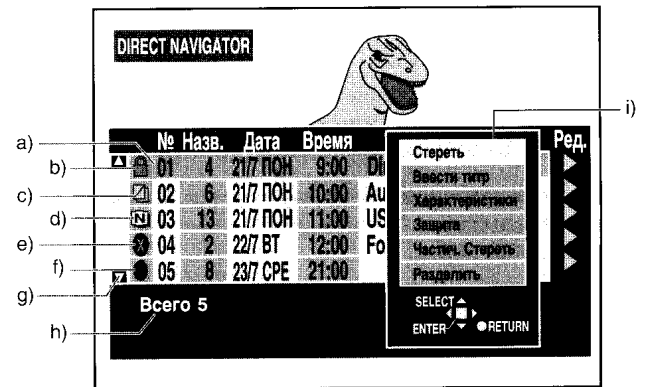 DIRECT NAVIGATOR
i)
№ Назв. Дата Время Ред.
a)
b)
01 4 21/7 ПОН 9:00 Di
c)
02 6 21/7 ПОН 10:00 Au
d)
N 03 13 21/7 ПОН 11:00 US
e)
X 04 2 22/7 ВТ 12:00 Fo
f)
05 8 23/7 СРЕ 21:00
g)
h)
Всего 5
Стереть
Ввести титр
Характеристики
Защита
Частич. Стереть
Разделить
SELECT
ENTER RETURN